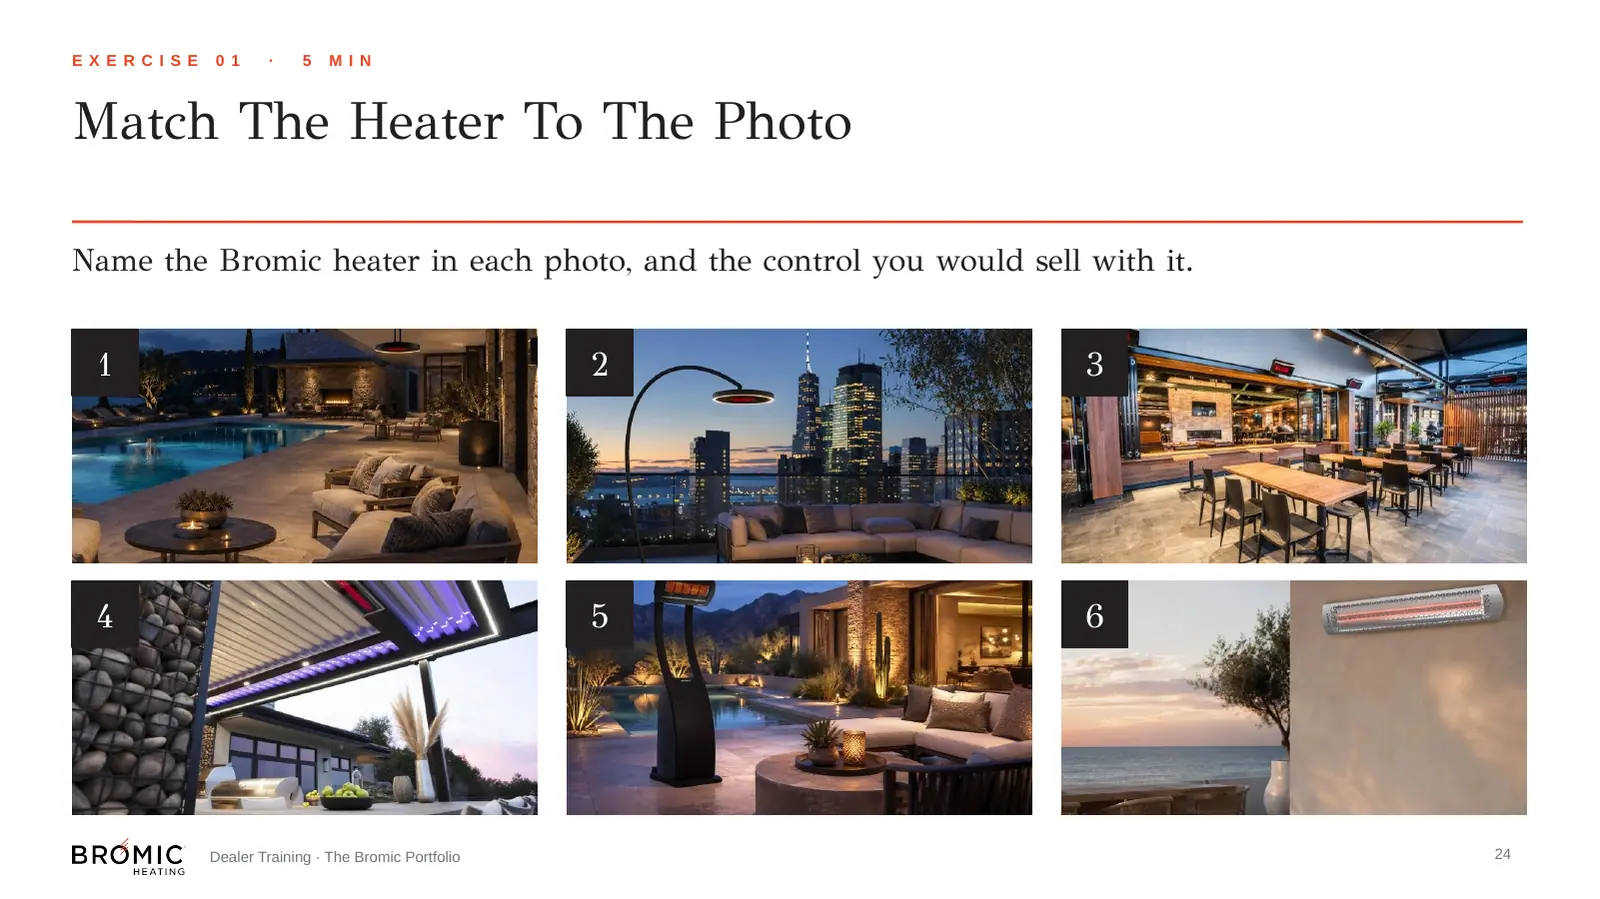 EXERCISE 01 · 5 MIN
Match The Heater To The Photo
Name the Bromic heater in each photo, and the control you would sell with it.
1
2
3
4
5
6
BROMIC
HEATING
Dealer Training · The Bromic Portfolio
24